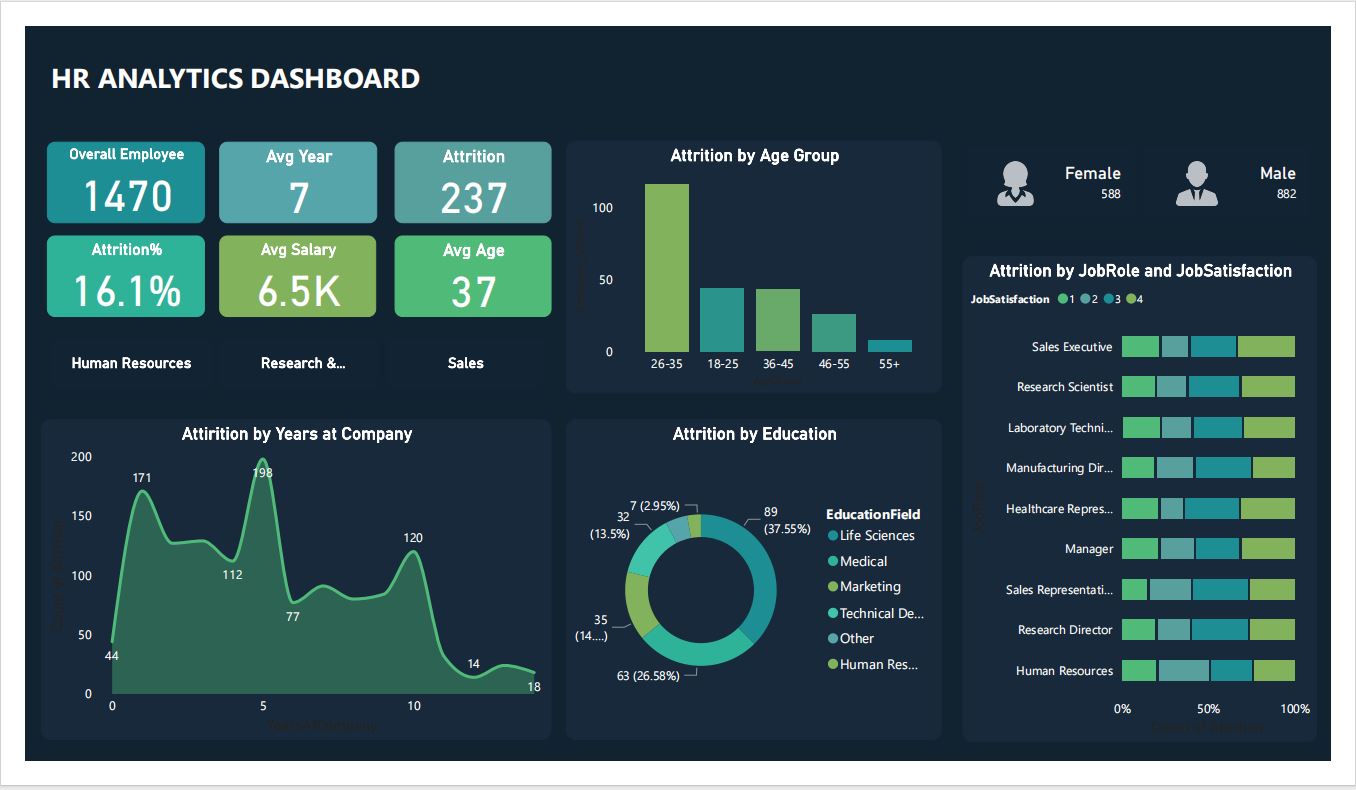 HR ANALYTICS DASHBOARD
Overall Employee
1470
Avg Year
7
Attrition
237
Attrition%
16.1%
Avg Salary
6.5K
Avg Age
37
Human Resources
Research &...
Sales
Attrition by Age Group
100
50
0
26-35
18-25
36-45
46-55
55+
Female
588
Male
882
Attrition by JobRole and JobSatisfaction
JobSatisfaction 1 2 3 4
Sales Executive
Research Scientist
Laboratory Techni...
Manufacturing Dir...
Healthcare Repres...
Manager
Sales Representati...
Research Director
Human Resources
0%
50%
100%
Attirition by Years at Company
200
150
100
50
0
171
198
112
77
120
44
14
18
0
5
10
YearsAtCompany
Attrition by Education
7 (2.95%)
32
(13.5%)
35
(14....)
63 (26.58%)
89
(37.55%)
EducationField
Life Sciences
Medical
Marketing
Technical De...
Other
Human Res...